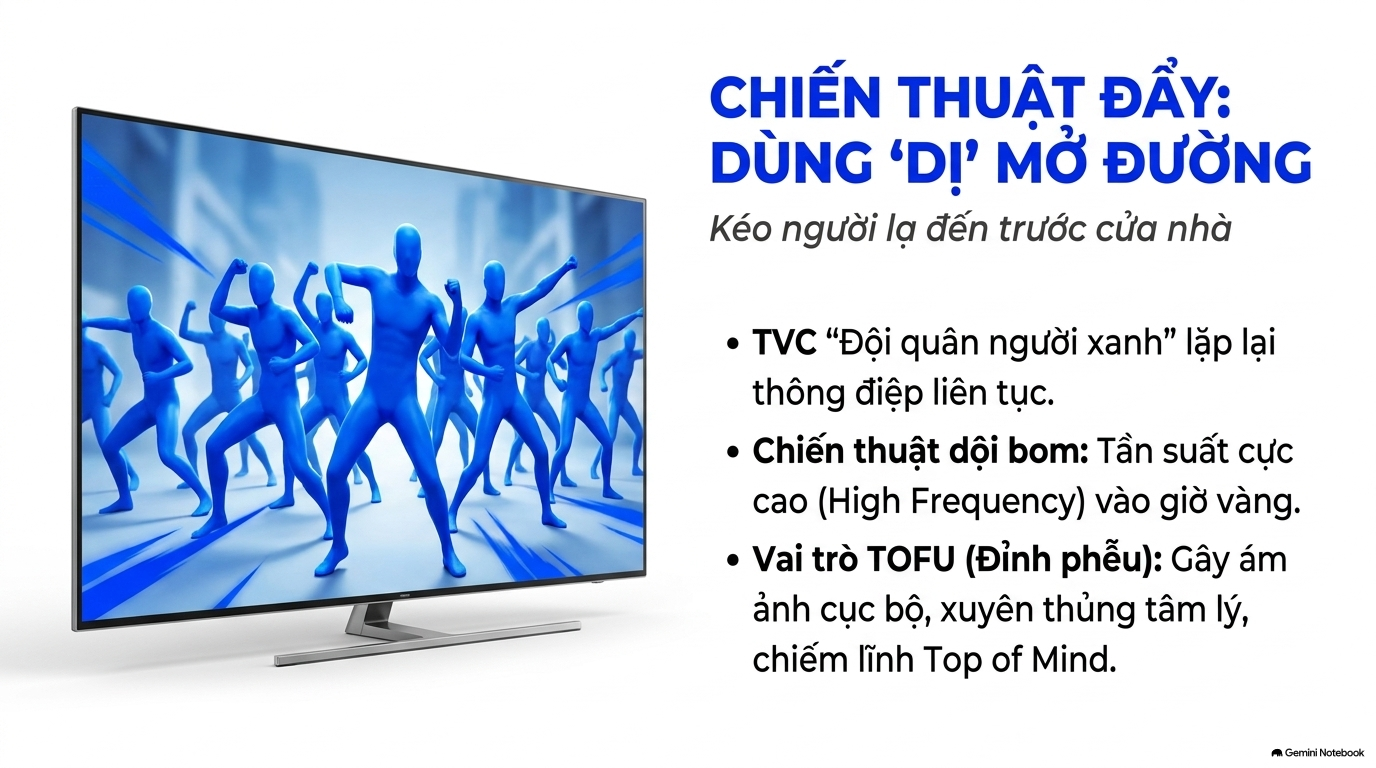 CHIẾN THUẬT ĐẨY:
DÙNG ‘DỊ’ MỞ ĐƯỜNG
Kéo người lạ đến trước cửa nhà
• TVC “Đội quân người xanh” lặp lại
thông điệp liên tục.
• Chiến thuật dội bom: Tần suất cực
cao (High Frequency) vào giờ vàng.
• Vai trò TOFU (Đỉnh phễu): Gây ám
ảnh cục bộ, xuyên thủng tâm lý,
chiếm lĩnh Top of Mind.
Gemini Notebook